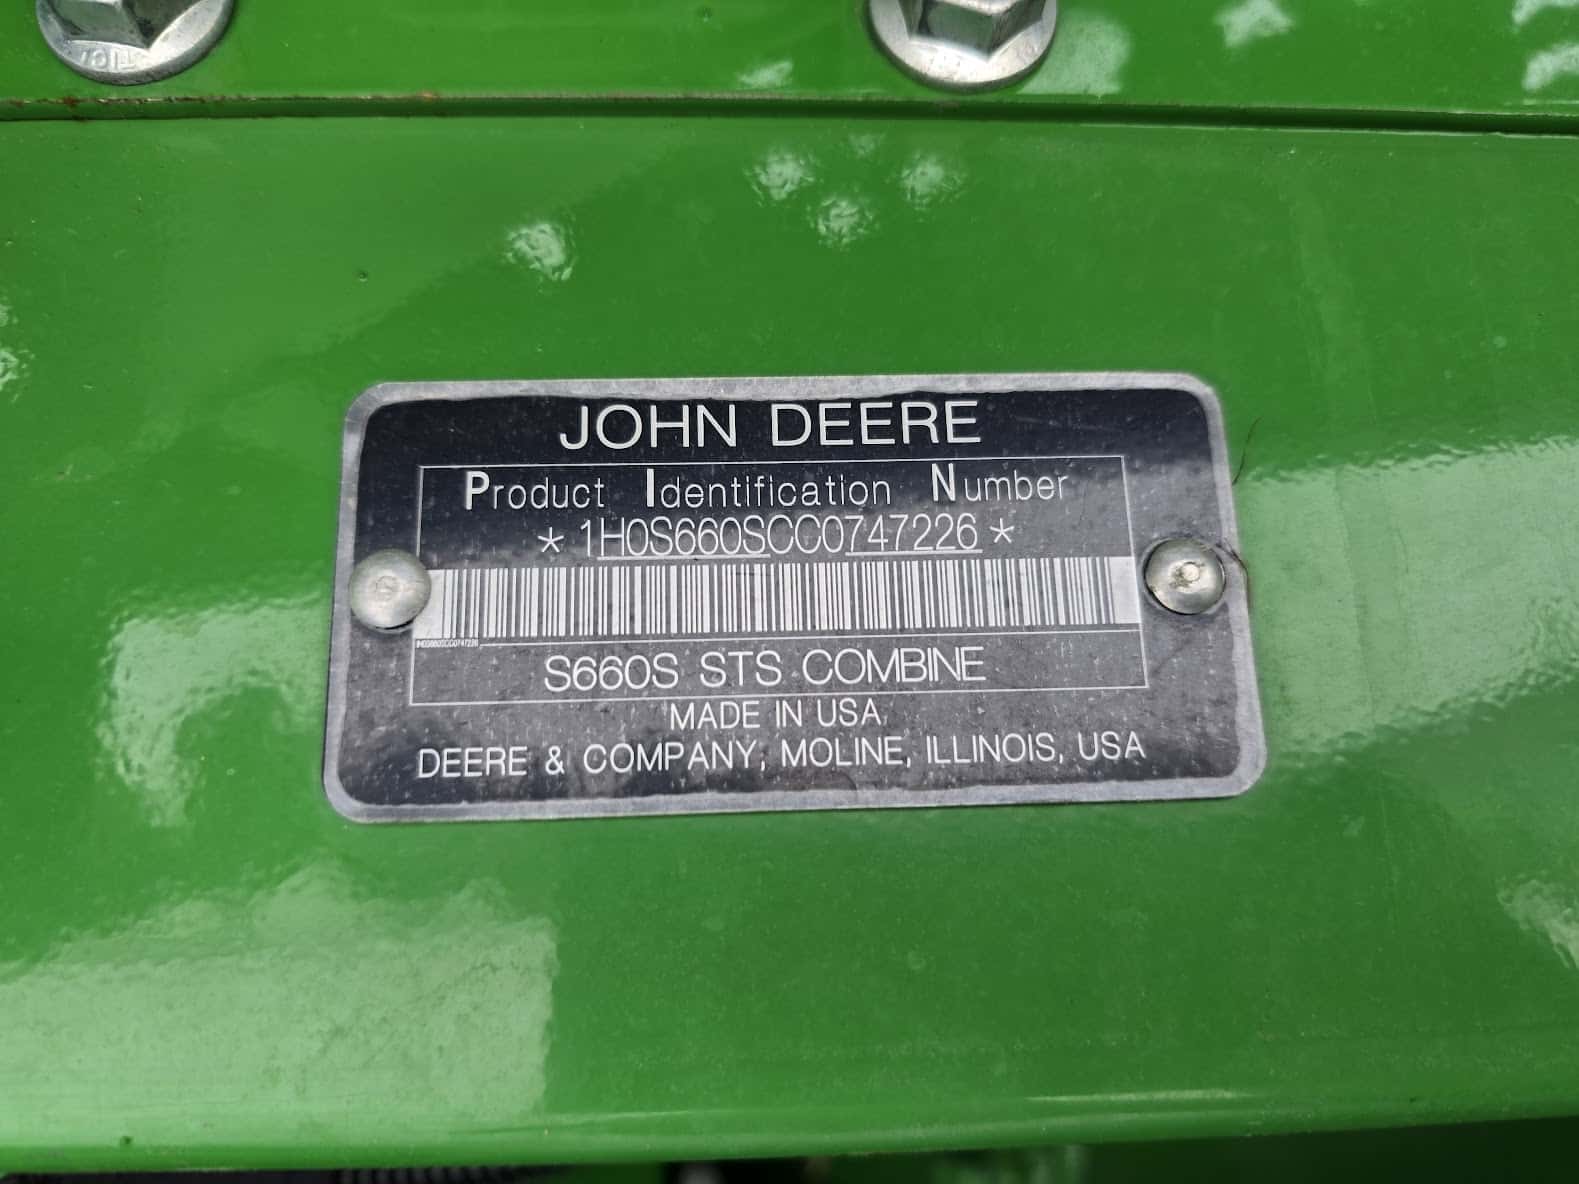 JOHN DEERE
Product Identification Number
*1H0S660SCC0747226*
S660S STS COMBINE
MADE IN USA
DEERE & COMPANY, MOLINE, ILLINOIS, USA